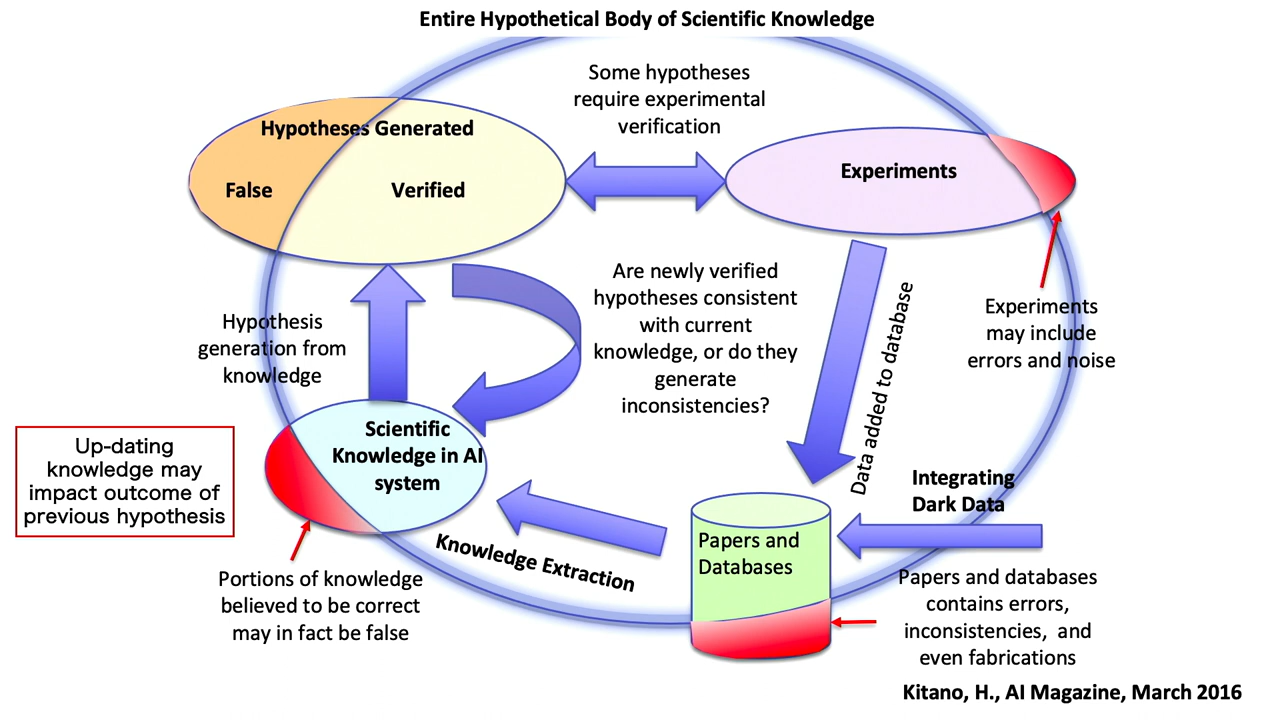 Entire Hypothetical Body of Scientific Knowledge
Some hypotheses
require experimental
verification
Hypotheses Generated
False
Verified
Experiments
Are newly verified
hypotheses consistent
with current
knowledge, or do they
generate
inconsistencies?
Data added to database
Experiments
may include
errors and noise
Hypothesis
generation from
knowledge
Scientific
Knowledge in AI
system
Up-dating
knowledge may
impact outcome of
previous hypothesis
Integrating
Dark Data
Papers and
Databases
Knowledge Extraction
Portions of knowledge
believed to be correct
may in fact be false
Papers and databases
contains errors,
inconsistencies, and
even fabrications
Kitano, H., AI Magazine, March 2016